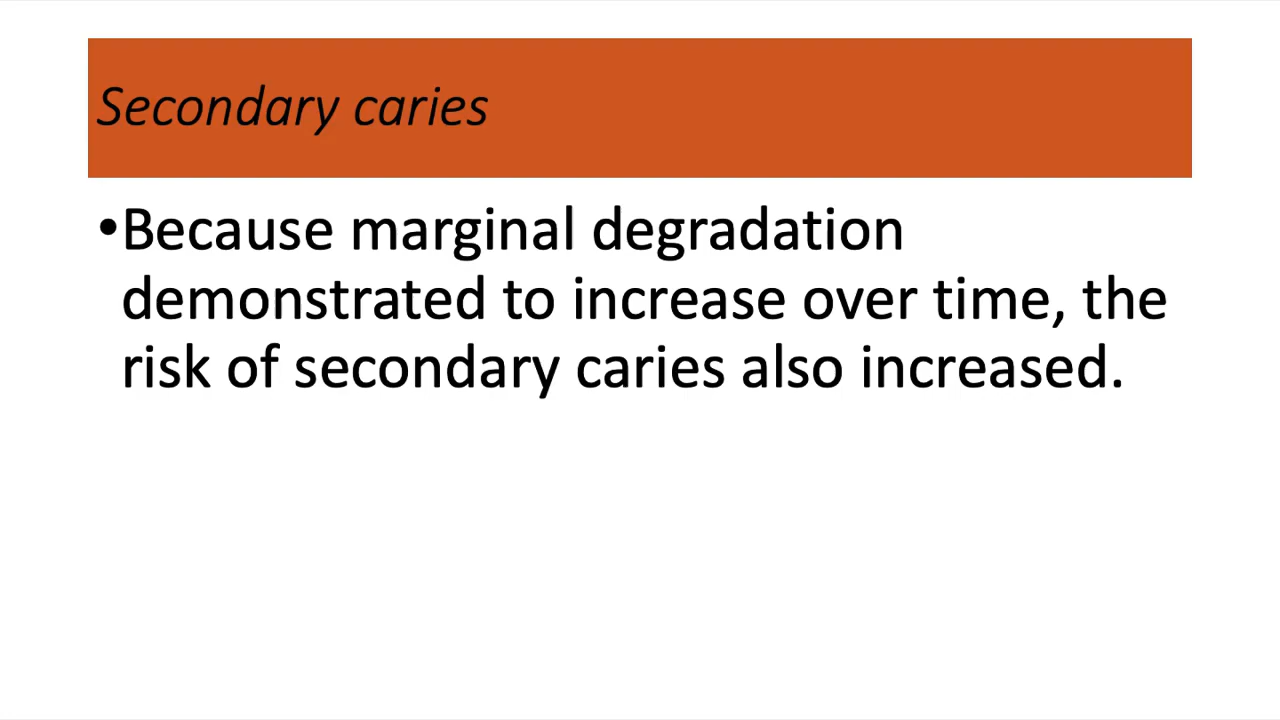 Secondary caries
•Because marginal degradation
demonstrated to increase over time, the
risk of secondary caries also increased.